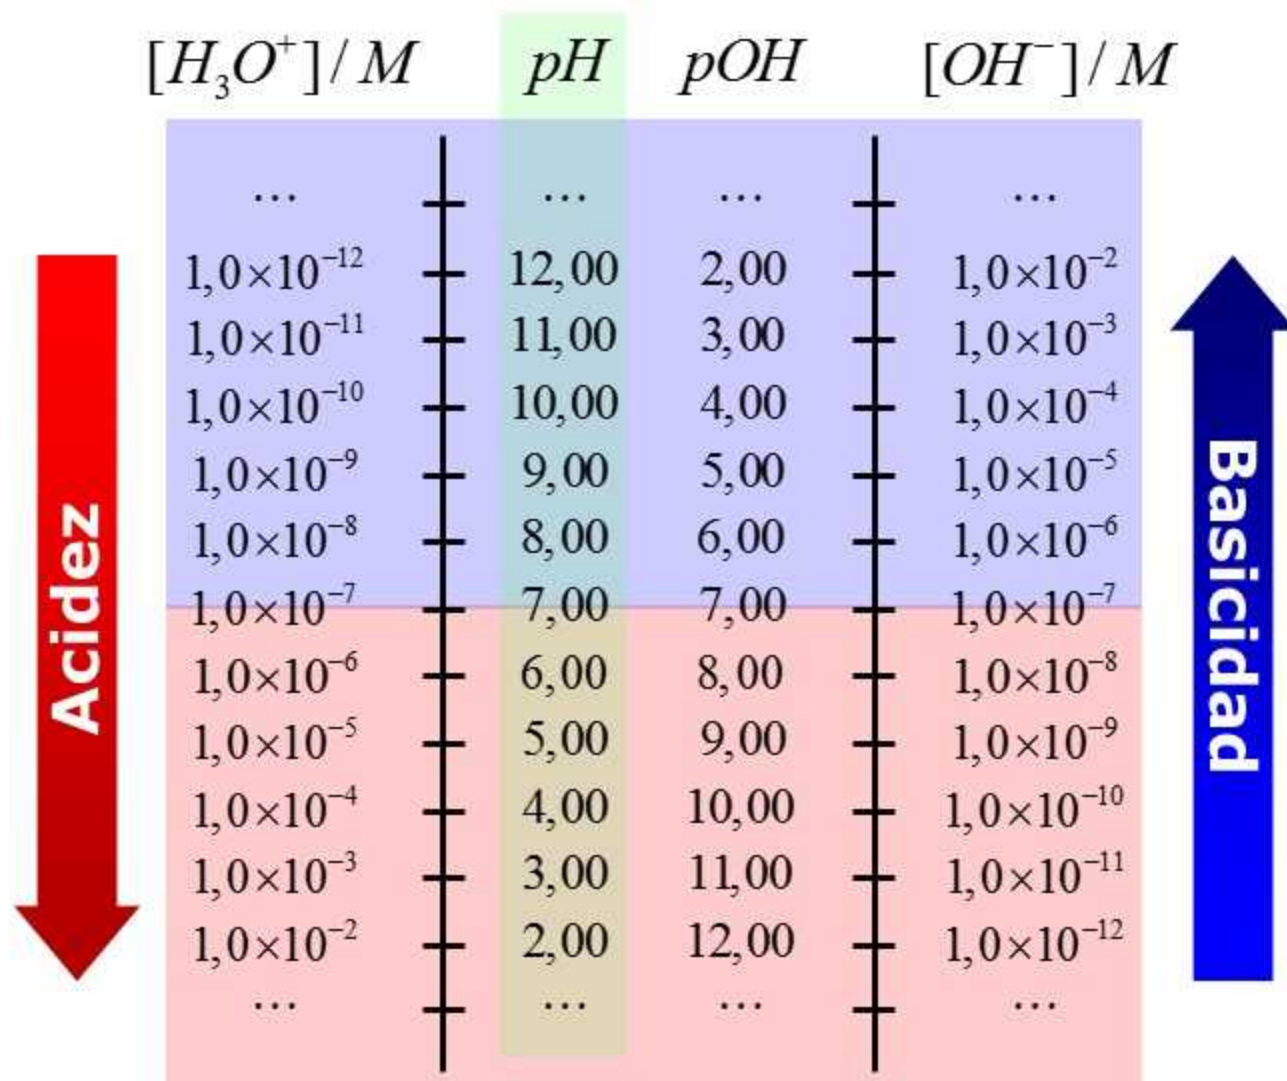 [H₃O⁺]/M pH pOH [OH⁻]/M
... ... ... ...
1,0×10⁻¹² 12,00 2,00 1,0×10⁻²
1,0×10⁻¹¹ 11,00 3,00 1,0×10⁻³
1,0×10⁻¹⁰ 10,00 4,00 1,0×10⁻⁴
1,0×10⁻⁹ 9,00 5,00 1,0×10⁻⁵
1,0×10⁻⁸ 8,00 6,00 1,0×10⁻⁶
1,0×10⁻⁷ 7,00 7,00 1,0×10⁻⁷
1,0×10⁻⁶ 6,00 8,00 1,0×10⁻⁸
1,0×10⁻⁵ 5,00 9,00 1,0×10⁻⁹
1,0×10⁻⁴ 4,00 10,00 1,0×10⁻¹⁰
1,0×10⁻³ 3,00 11,00 1,0×10⁻¹¹
1,0×10⁻² 2,00 12,00 1,0×10⁻¹²
... ... ... ...
Acidez
Basicidad